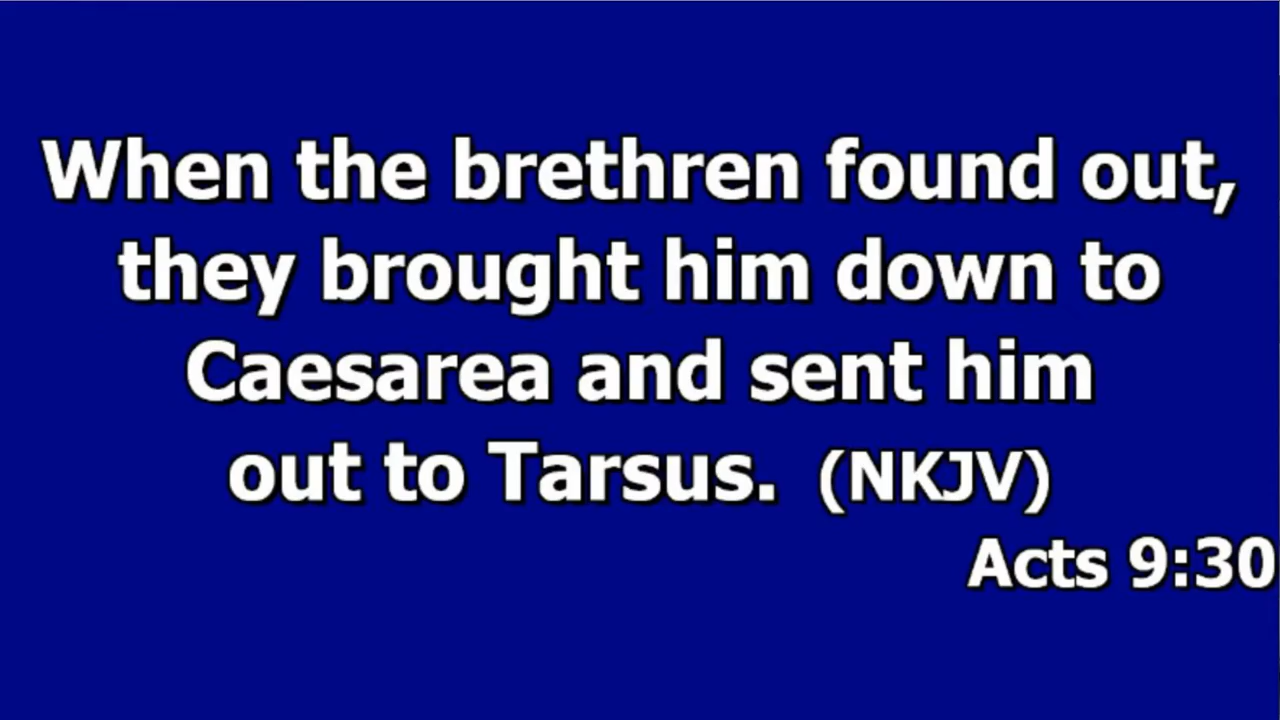 When the brethren found out,
they brought him down to
Caesarea and sent him
out to Tarsus. (NKJV)
Acts 9:30